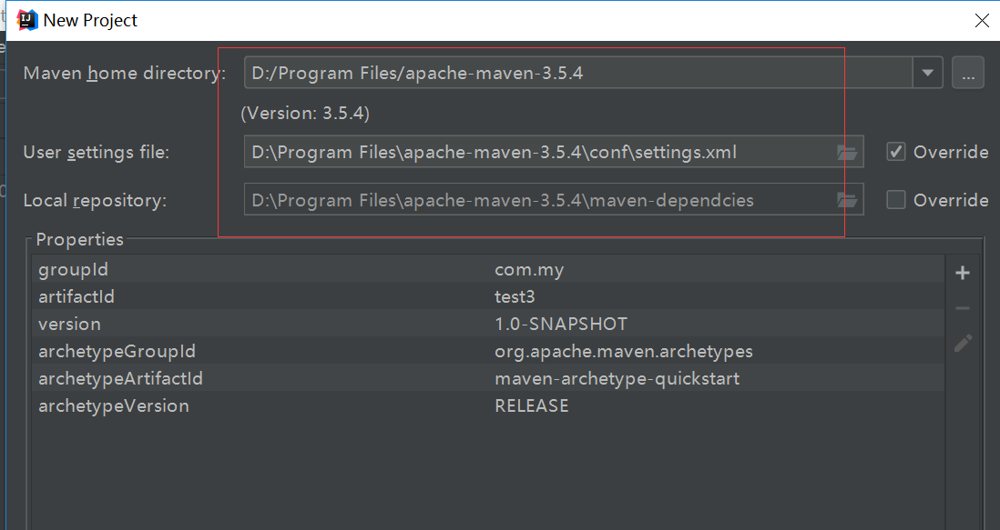 New Project
Maven home directory: D:/Program Files/apache-maven-3.5.4
...
(Version: 3.5.4)
User settings file: D:\Program Files\apache-maven-3.5.4\conf\settings.xml Override
Local repository: D:\Program Files\apache-maven-3.5.4\maven-dependcies Override
Properties
groupId com.my
artifactId test3
version 1.0-SNAPSHOT
archetypeGroupId org.apache.maven.archetypes
archetypeArtifactId maven-archetype-quickstart
archetypeVersion RELEASE